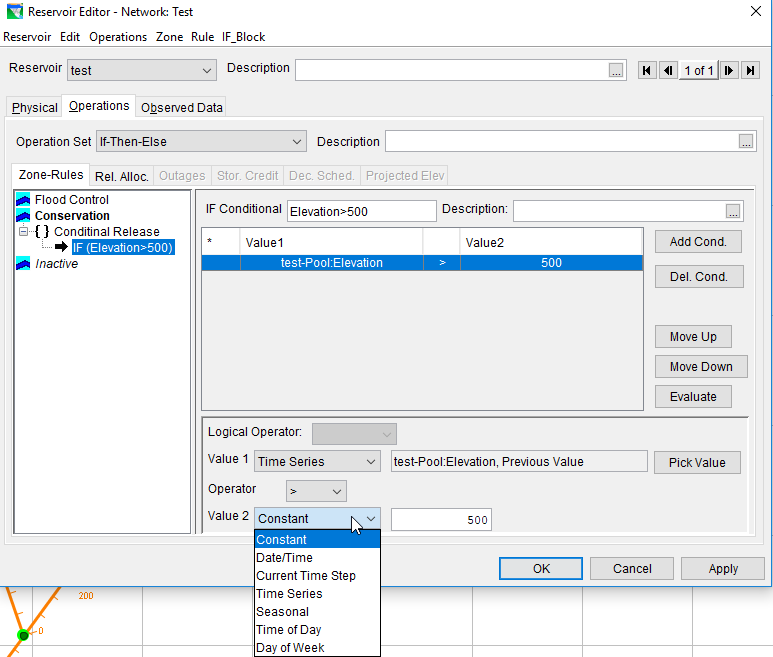 Reservoir Editor - Network: Test
Reservoir Edit Operations Zone Rule IF_Block
Reservoir test Description ... 1 of 1
Physical Operations Observed Data
Operation Set If-Then-Else Description ...
Zone-Rules Rel. Alloc. Outages Stor. Credit Dec. Sched. Projected Elev
Flood Control
Conservation
{ } Conditinal Release
IF (Elevation>500)
Inactive
IF Conditional Elevation>500 Description: ...
* Value1 Value2
test-Pool:Elevation > 500
Add Cond.
Del. Cond.
Move Up
Move Down
Evaluate
Logical Operator:
Value 1 Time Series test-Pool:Elevation, Previous Value Pick Value
Operator >
Value 2 Constant 500
Constant
Date/Time
Current Time Step
Time Series
Seasonal
Time of Day
Day of Week
OK Cancel Apply
200
0